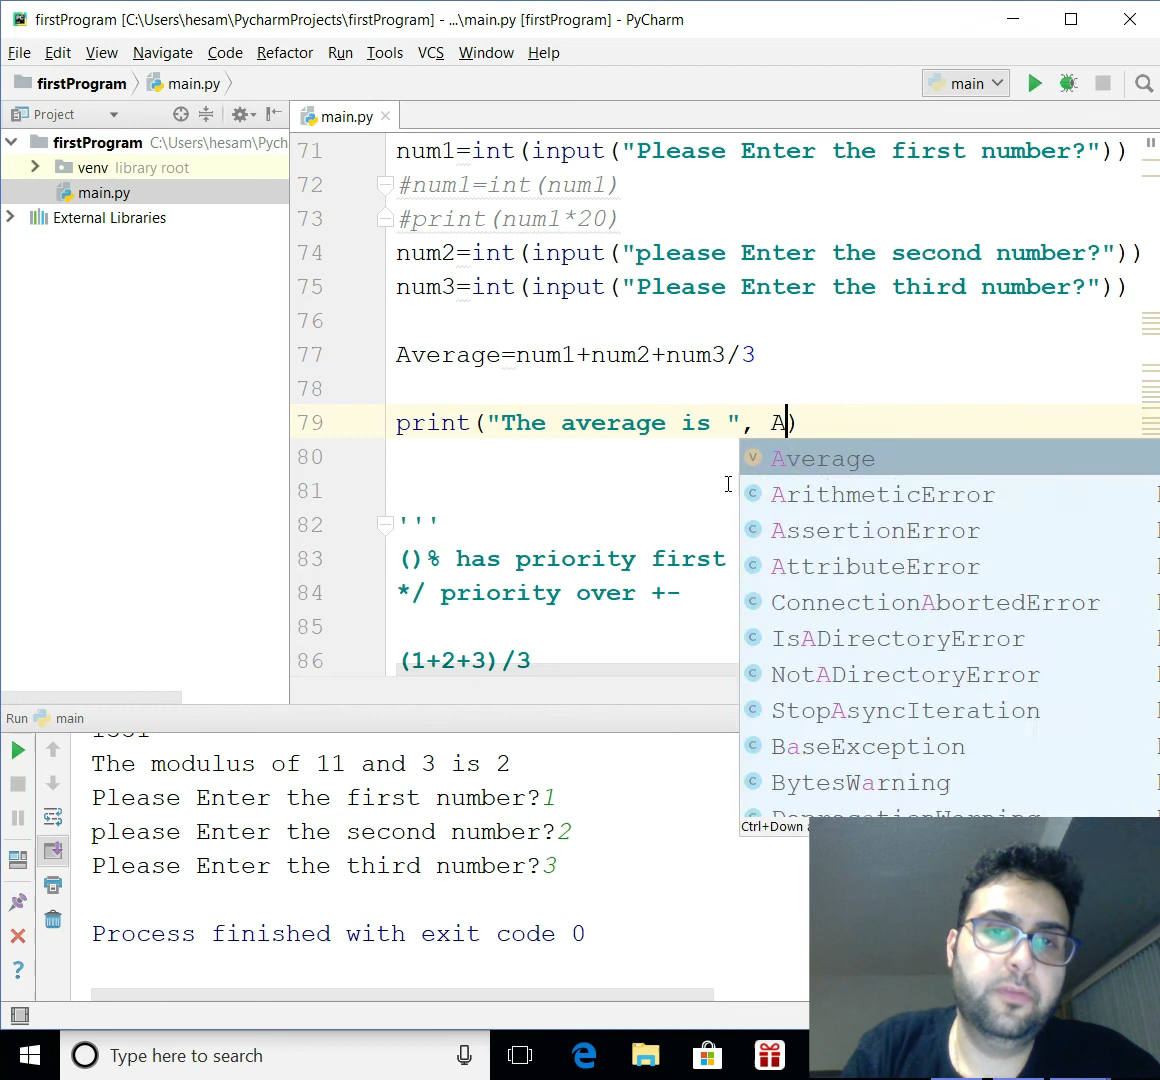 firstProgram [C:\Users\hesam\PycharmProjects\firstProgram] - ...\main.py [firstProgram] - PyCharm
File Edit View Navigate Code Refactor Run Tools VCS Window Help
firstProgram main.py main
Project main.py
firstProgram C:\Users\hesam\Pych
venv library root
main.py
External Libraries
71 num1=int(input("Please Enter the first number?"))
72 #num1=int(num1)
73 #print(num1*20)
74 num2=int(input("please Enter the second number?"))
75 num3=int(input("Please Enter the third number?"))
76
77 Average=num1+num2+num3/3
78
79 print("The average is ", A)
80
81
82 '''
83 ()% has priority first
84 */ priority over +-
85
86 (1+2+3)/3
Average
ArithmeticError
AssertionError
AttributeError
ConnectionAbortedError
IsADirectoryError
NotADirectoryError
StopAsyncIteration
BaseException
BytesWarning
Ctrl+Down
Run main
The modulus of 11 and 3 is 2
Please Enter the first number?1
please Enter the second number?2
Please Enter the third number?3
Process finished with exit code 0
Type here to search